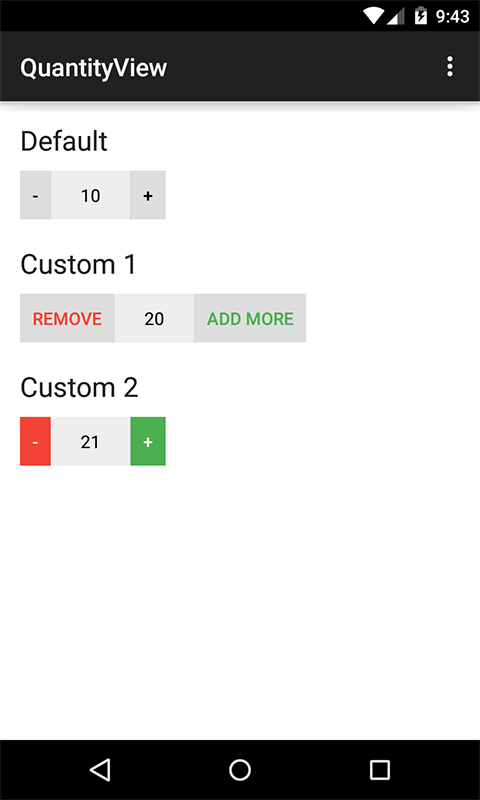 9:43
QuantityView
Default
- 10 +
Custom 1
REMOVE 20 ADD MORE
Custom 2
- 21 +